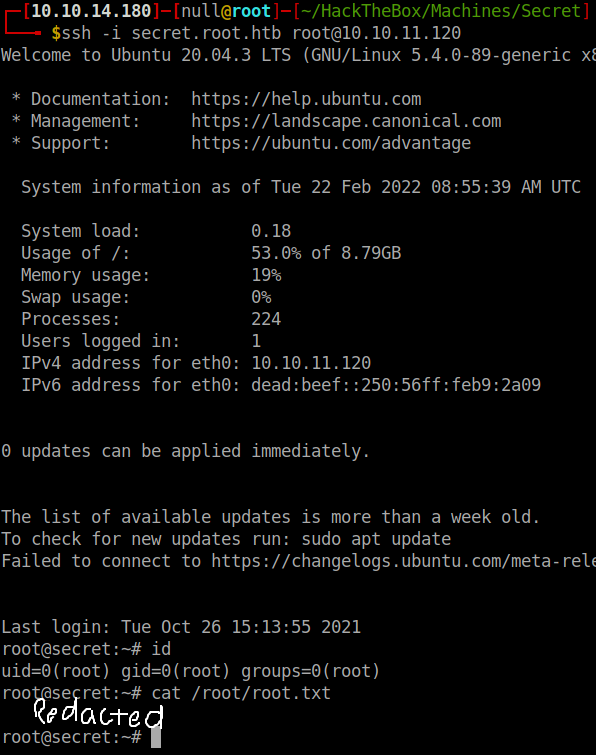 [10.10.14.180]─[null@root]─[~/HackTheBox/Machines/Secret]
$ssh -i secret.root.htb root@10.10.11.120
Welcome to Ubuntu 20.04.3 LTS (GNU/Linux 5.4.0-89-generic x8
* Documentation: https://help.ubuntu.com
* Management: https://landscape.canonical.com
* Support: https://ubuntu.com/advantage
System information as of Tue 22 Feb 2022 08:55:39 AM UTC
System load: 0.18
Usage of /: 53.0% of 8.79GB
Memory usage: 19%
Swap usage: 0%
Processes: 224
Users logged in: 1
IPv4 address for eth0: 10.10.11.120
IPv6 address for eth0: dead:beef::250:56ff:feb9:2a09
0 updates can be applied immediately.
The list of available updates is more than a week old.
To check for new updates run: sudo apt update
Failed to connect to https://changelogs.ubuntu.com/meta-rele
Last login: Tue Oct 26 15:13:55 2021
root@secret:~# id
uid=0(root) gid=0(root) groups=0(root)
root@secret:~# cat /root/root.txt
Redacted
root@secret:~#